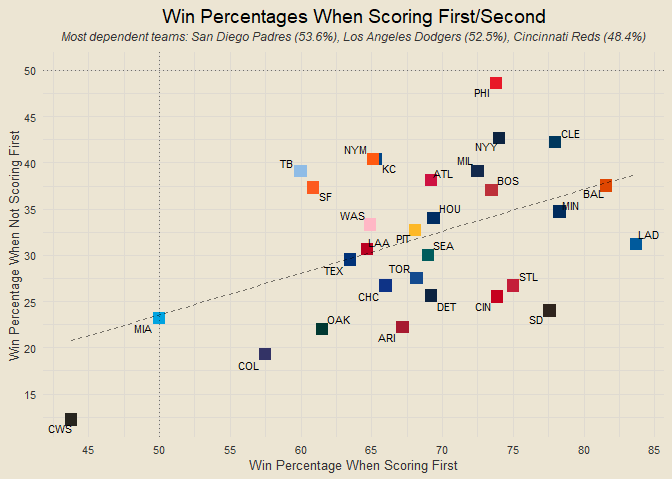 Win Percentages When Scoring First/Second
Most dependent teams: San Diego Padres (53.6%), Los Angeles Dodgers (52.5%), Cincinnati Reds (48.4%)
Win Percentage When Not Scoring First
50
45
40
35
30
25
20
15
PHI
NYY
CLE
NYM
KC
TB
SF
ATL
MIL
BOS
BAL
MIN
WAS
HOU
PIT
LAD
LAA
SEA
TEX
TOR
CHC
DET
CIN
STL
SD
MIA
OAK
ARI
COL
CWS
45
50
55
60
65
70
75
80
85
Win Percentage When Scoring First